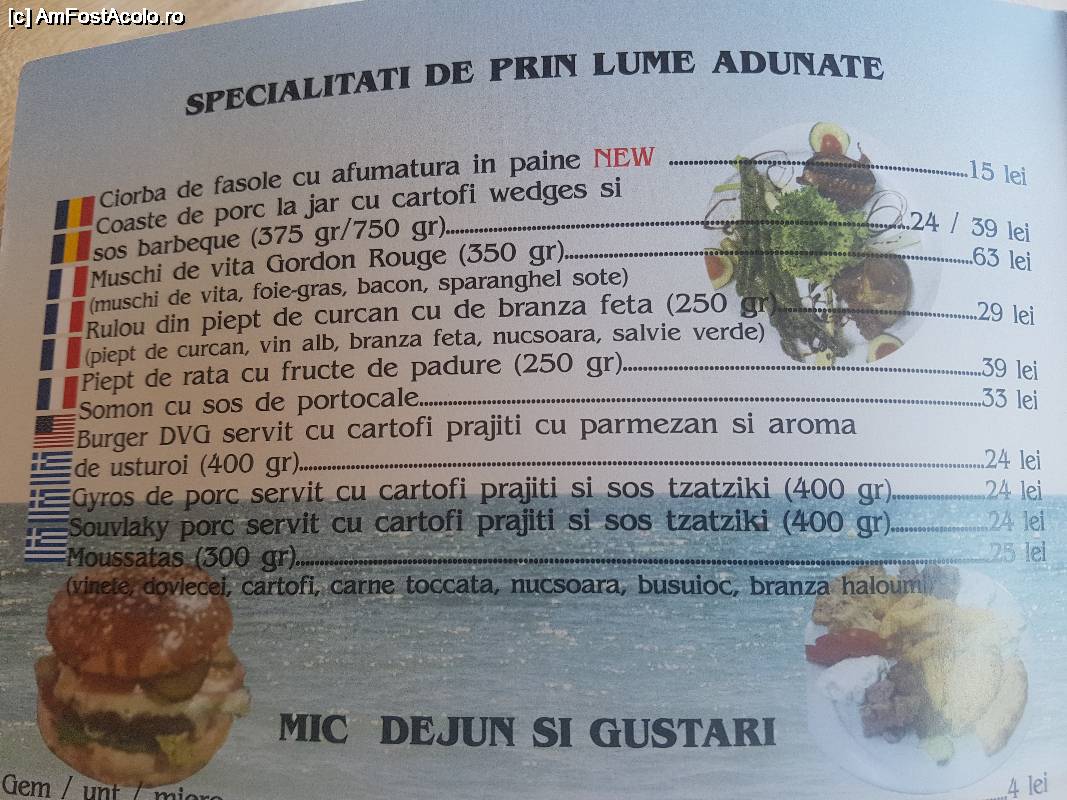 [c] AmFostAcolo.ro
SPECIALITATI DE PRIN LUME ADUNATE
Ciorba de fasole cu afumatura in paine NEW ..........15 lei
Coaste de porc la jar cu cartofi wedges si
sos barbeque (375 gr/750 gr)..........24 / 39 lei
Muschi de vita Gordon Rouge (350 gr)..........63 lei
(muschi de vita, foie-gras, bacon, sparanghel sote)
Rulou din piept de curcan cu de branza feta (250 gr)..........29 lei
(piept de curcan, vin alb, branza feta, nucsoara, salvie verde)
Piept de rata cu fructe de padure (250 gr)..........39 lei
Somon cu sos de portocale..........33 lei
Burger DVG servit cu cartofi prajiti cu parmezan si aroma
de usturoi (400 gr)..........24 lei
Gyros de porc servit cu cartofi prajiti si sos tzatziki (400 gr)..........24 lei
Souvlaky porc servit cu cartofi prajiti si sos tzatziki (400 gr)..........24 lei
Moussatas (300 gr)..........25 lei
(vinete, dovlecei, cartofi, carne toccata, nucsoara, busuioc, branza haloumi)
MIC DEJUN SI GUSTARI
Gem / unt / miere ..........4 lei